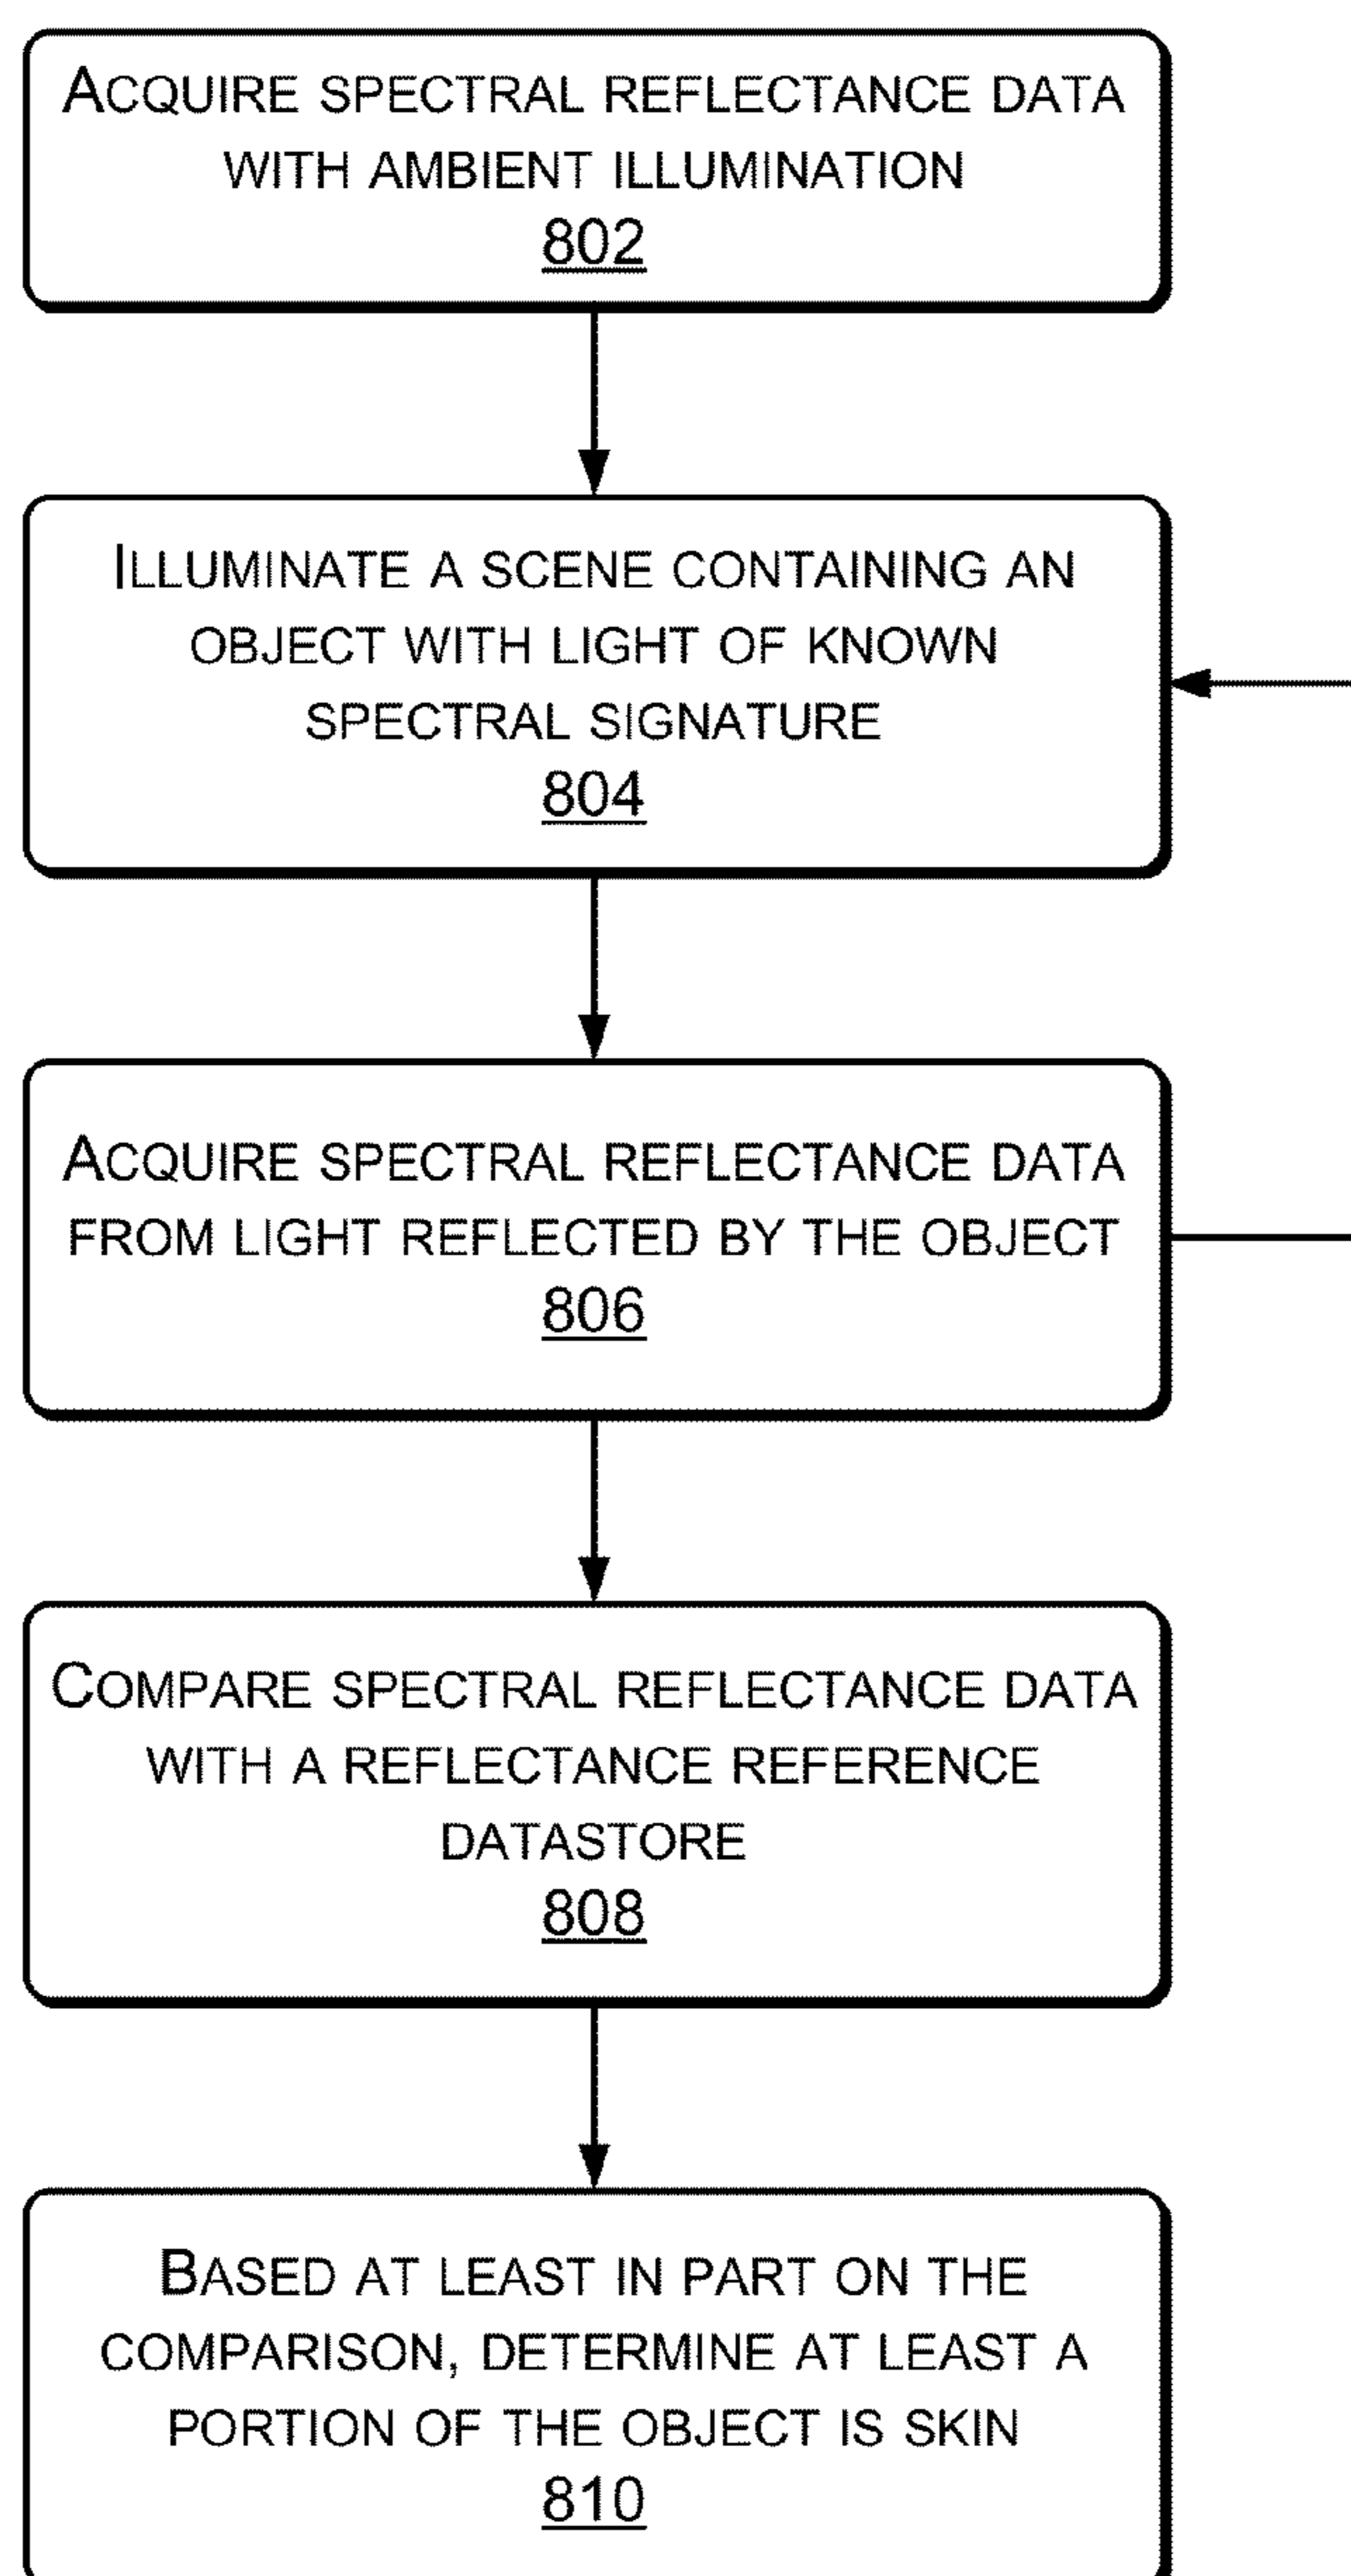 ACQUIRE SPECTRAL REFLECTANCE DATA
WITH AMBIENT ILLUMINATION
802
ILLUMINATE A SCENE CONTAINING AN
OBJECT WITH LIGHT OF KNOWN
SPECTRAL SIGNATURE
804
ACQUIRE SPECTRAL REFLECTANCE DATA
FROM LIGHT REFLECTED BY THE OBJECT
806
COMPARE SPECTRAL REFLECTANCE DATA
WITH A REFLECTANCE REFERENCE
DATASTORE
808
BASED AT LEAST IN PART ON THE
COMPARISON, DETERMINE AT LEAST A
PORTION OF THE OBJECT IS SKIN
810